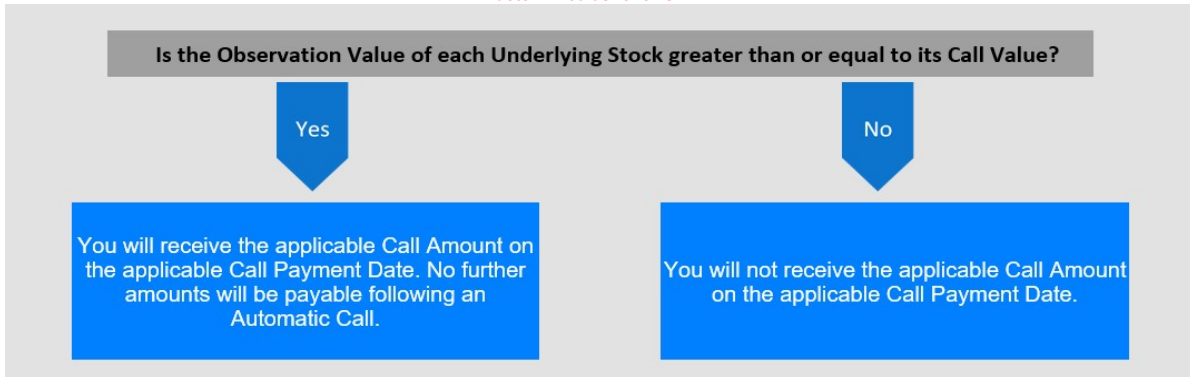 Is the Observation Value of each Underlying Stock greater than or equal to its Call Value?
Yes
No
You will receive the applicable Call Amount on
the applicable Call Payment Date. No further
amounts will be payable following an
Automatic Call.
You will not receive the applicable Call Amount
on the applicable Call Payment Date.